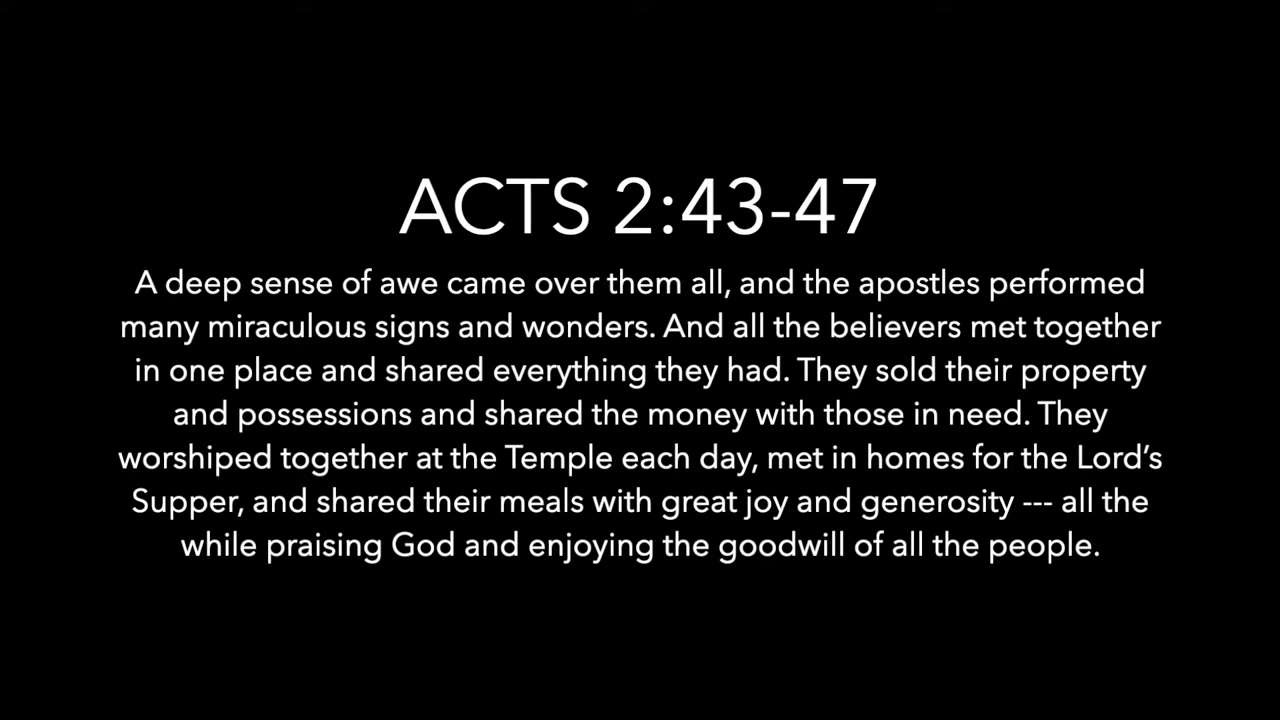 ACTS 2:43-47
A deep sense of awe came over them all, and the apostles performed
many miraculous signs and wonders. And all the believers met together
in one place and shared everything they had. They sold their property
and possessions and shared the money with those in need. They
worshiped together at the Temple each day, met in homes for the Lord’s
Supper, and shared their meals with great joy and generosity --- all the
while praising God and enjoying the goodwill of all the people.